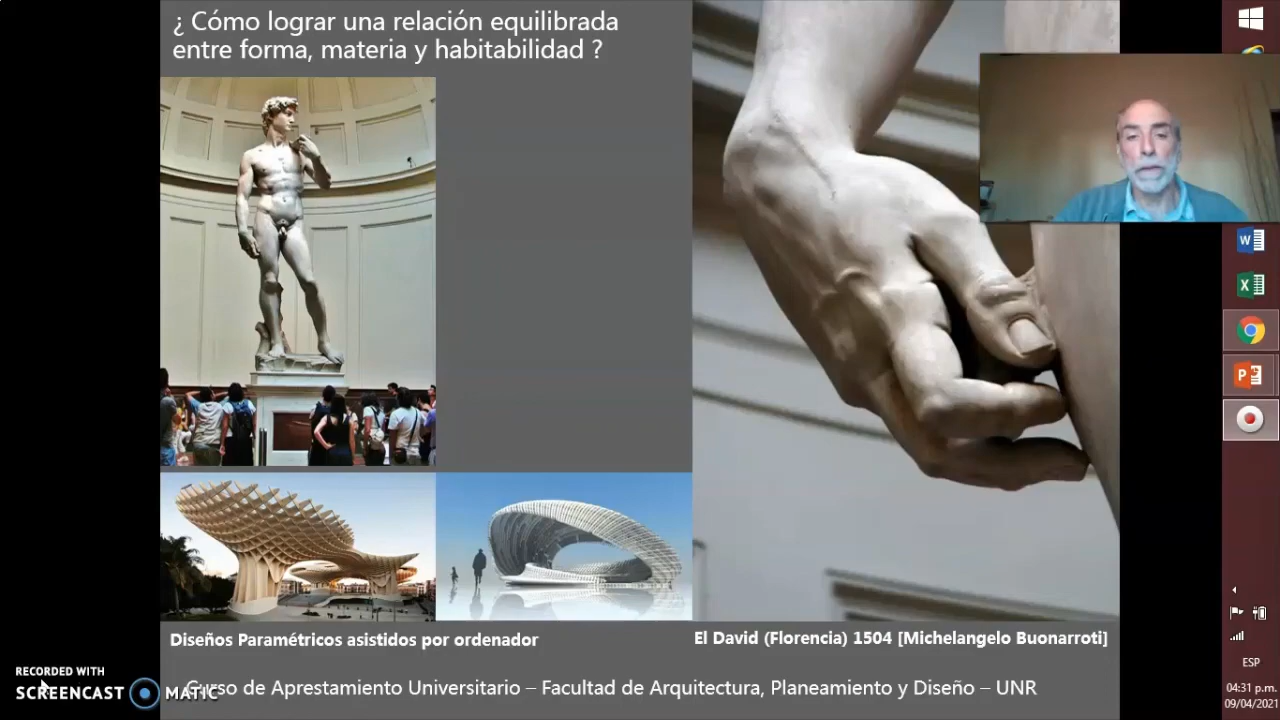 ¿ Cómo lograr una relación equilibrada
entre forma, materia y habitabilidad ?
Diseños Paramétricos asistidos por ordenador
El David (Florencia) 1504 [Michelangelo Buonarroti]
Curso de Aprestamiento Universitario – Facultad de Arquitectura, Planeamiento y Diseño – UNR
RECORDED WITH
SCREENCAST MATIC
ESP
04:31 p.m.
09/04/2021